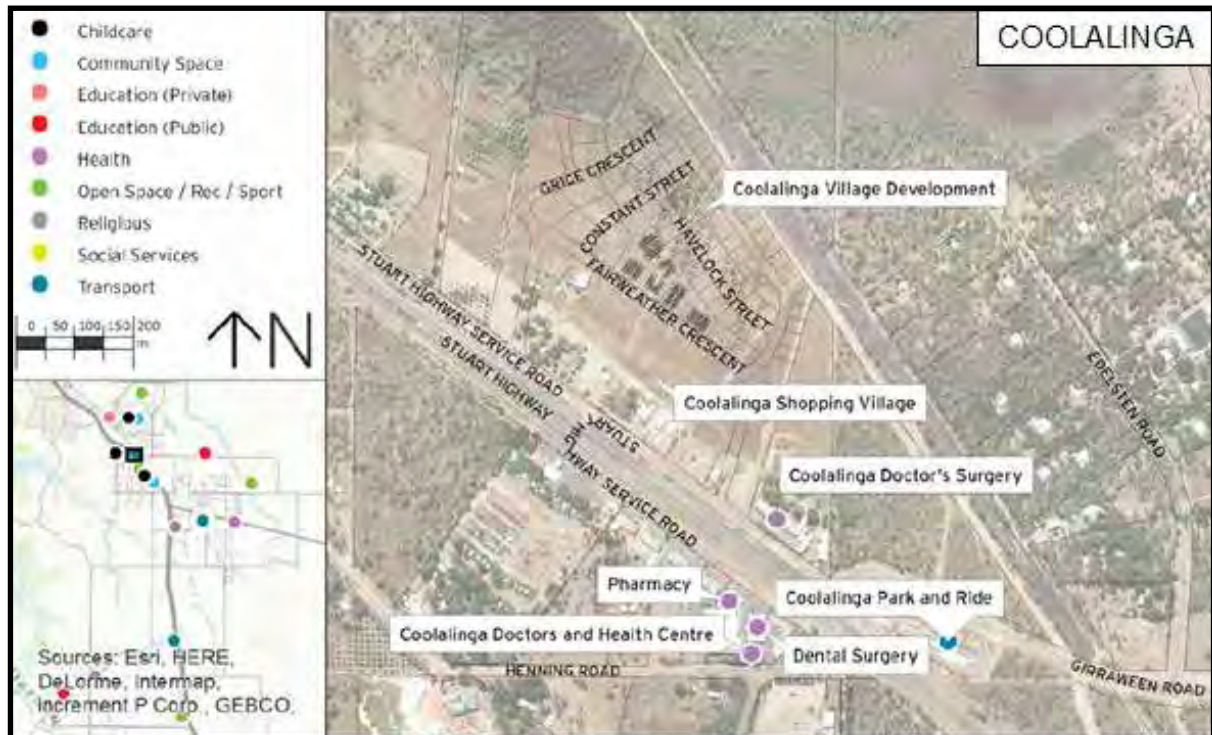 COOLALINGA
Childcare
Community Space
Education (Private)
Education (Public)
Health
Open Space / Rec / Sport
Religious
Social Services
Transport
0 50 100 150 200
m
N
Sources: Esri, HERE,
DeLorme, Intermap,
increment P Corp., GEBCO,
GRICE CRESCENT
CONSTANT STREET
HAVELOCK STREET
FAIRWEATHER CRESCENT
Coolalinga Village Development
STUART HIGHWAY SERVICE ROAD
STUART HIGHWAY
EDELSTEN ROAD
Coolalinga Shopping Village
STUART
HIGHWAY SERVICE ROAD
Coolalinga Doctor's Surgery
Pharmacy
Coolalinga Park and Ride
Coolalinga Doctors and Health Centre
Dental Surgery
HENNING ROAD
GIRRAWEEN ROAD